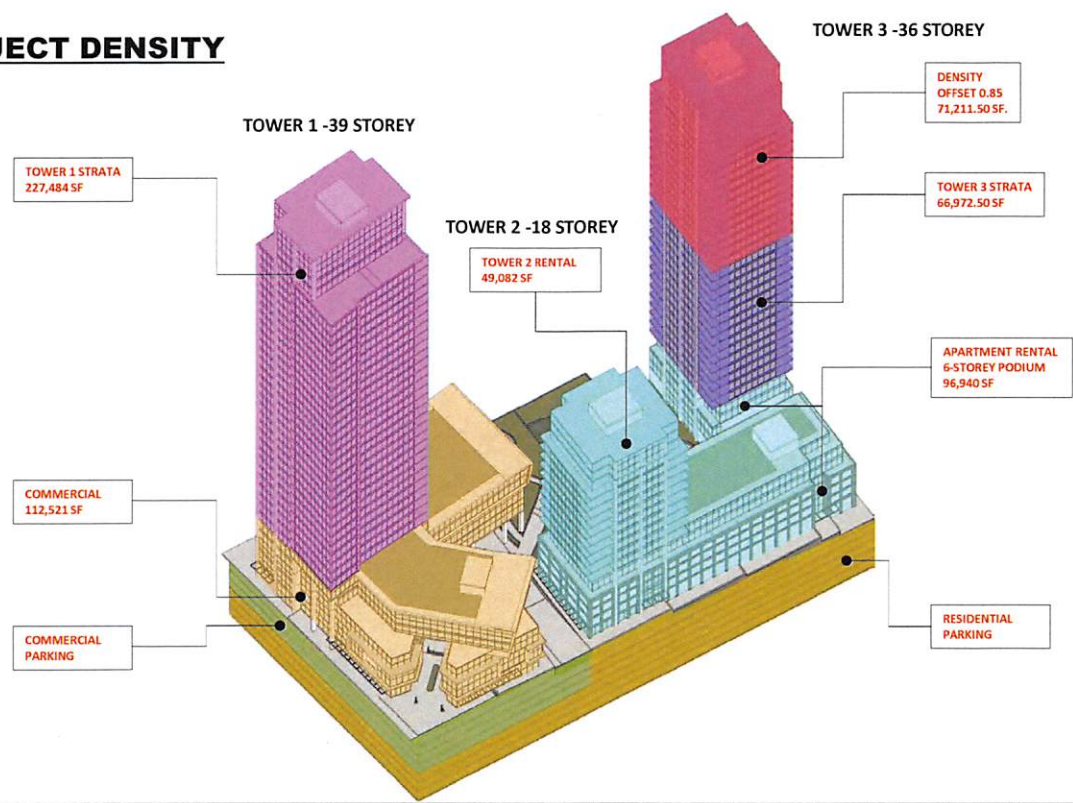 JECT DENSITY
TOWER 3 -36 STOREY
DENSITY
OFFSET 0.85
71,211.50 SF.
TOWER 1 -39 STOREY
TOWER 1 STRATA
227,484 SF
TOWER 3 STRATA
66,972.50 SF
TOWER 2 -18 STOREY
TOWER 2 RENTAL
49,082 SF
APARTMENT RENTAL
6-STOREY PODIUM
96,940 SF
COMMERCIAL
112,521 SF
COMMERCIAL
PARKING
RESIDENTIAL
PARKING